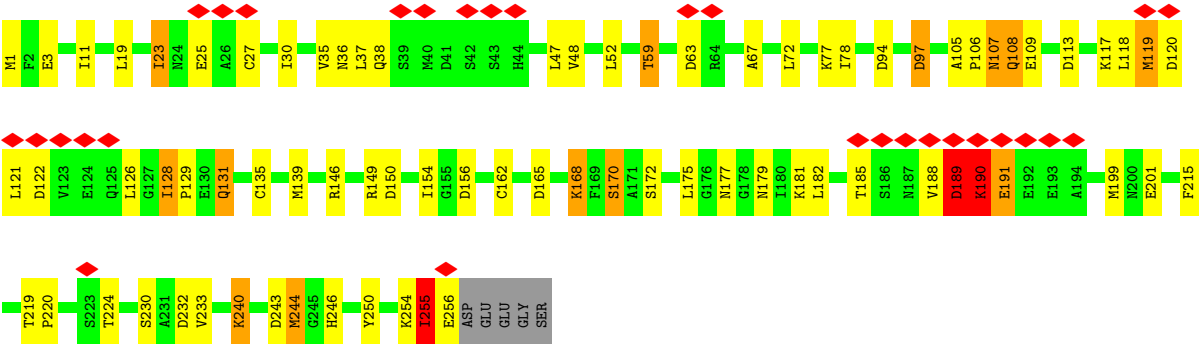 M1 F2 E3 I11 L19 I23 N24 E25 A26 C27 I30 V35 N36 L37 Q38 S39 M40 D41 S42 S43 H44 L47 V48 L52 T59 D63 R64 A67 L72 K77 I78 D94 D97 A105 P106 N107 Q108 E109 D113 K117 L118 M119 D120
L121 D122 V123 E124 Q125 L126 G127 I128 P129 E130 Q131 C135 M139 R146 R149 D150 I154 G155 D156 C162 D165 K168 F169 S170 A171 S172 L175 G176 N177 G178 N179 I180 K181 L182 T185 S186 N187 V188 D189 K190 E191 E192 E193 A194 M199 N200 E201 F215
T219 P220 S223 T224 S230 A231 D232 V233 K240 D243 M244 G245 H246 Y250 K254 I255 E256 ASP GLU GLU GLY SER